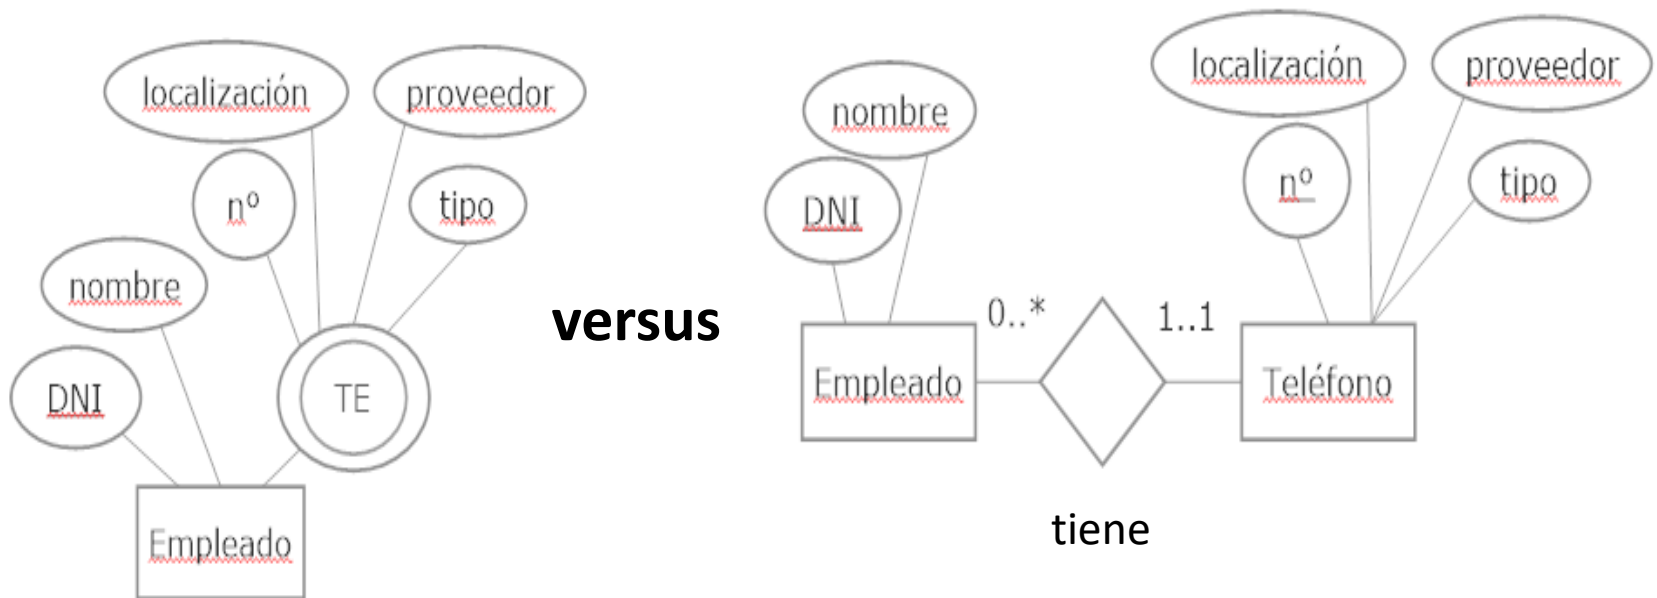 localización
proveedor
nº
tipo
nombre
DNI
TE
Empleado
versus
nombre
DNI
localización
proveedor
nº
tipo
0..*
1..1
Empleado
Teléfono
tiene